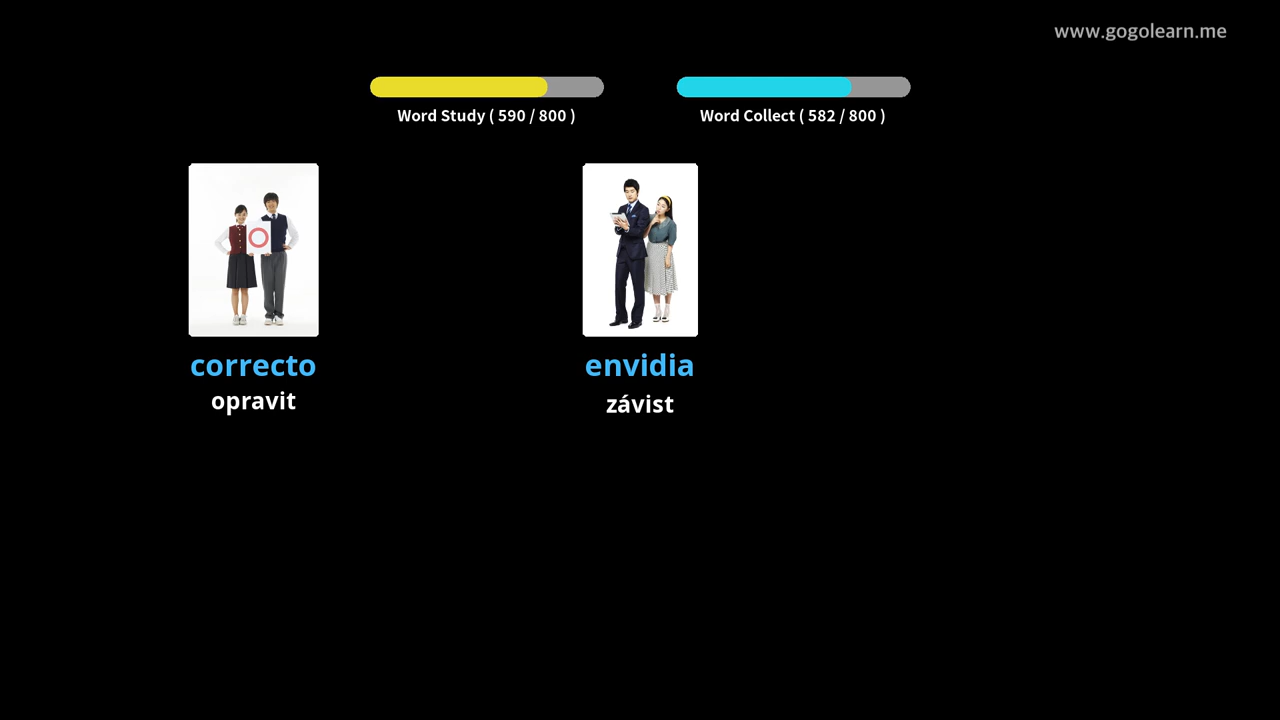 www.gogolearn.me
Word Study ( 590 / 800 )
Word Collect ( 582 / 800 )
correcto
opravit
envidia
závist